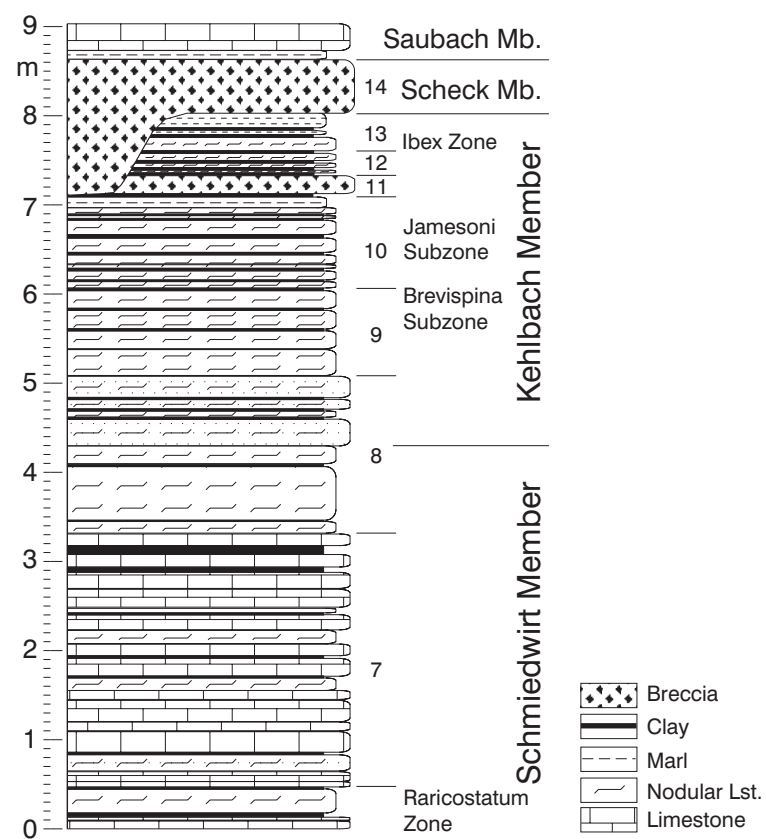 9
m
8
7
6
5
4
3
2
1
0
14
13
12
11
10
9
8
7
Saubach Mb.
Scheck Mb.
Ibex Zone
Jamesoni
Subzone
Brevispina
Subzone
Raricostatum
Zone
Kehlbach Member
Schmiedwirt Member
Breccia
Clay
Marl
Nodular Lst.
Limestone